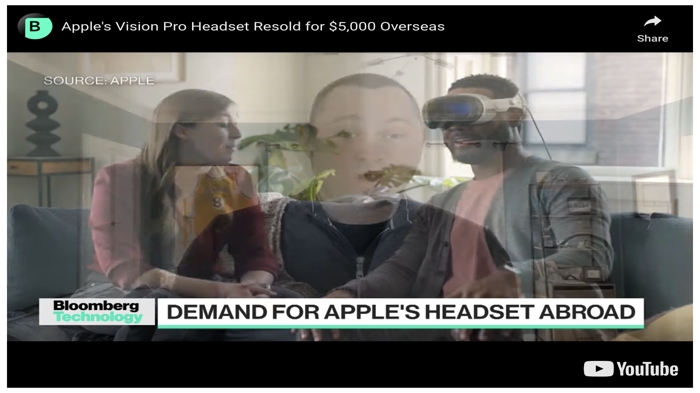 B
Apple's Vision Pro Headset Resold for $5,000 Overseas
Share
SOURCE: APPLE
8
Bloomberg
Technology
DEMAND FOR APPLE'S HEADSET ABROAD
YouTube